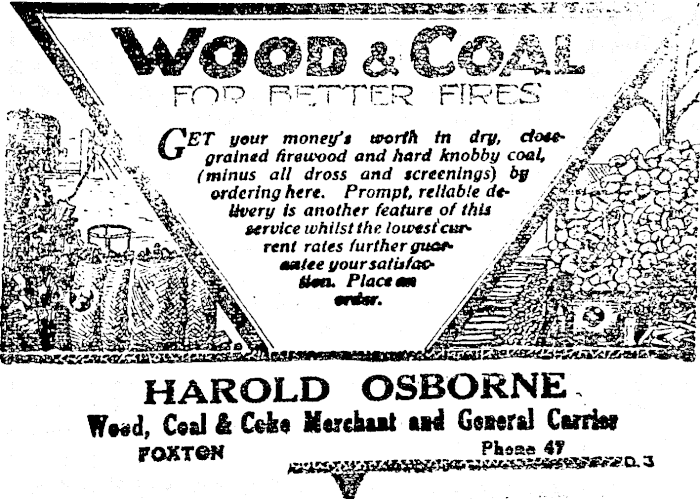 WOOD & COAL
FOR BETTER FIRES
GET your money's worth in dry, close-
grained firewood and hard knobby coal,
(minus all dross and screenings) by
ordering here. Prompt, reliable de-
livery is another feature of this
service whilst the lowest cur-
rent rates further guar-
antee your satisfac-
tion. Place an
order.
HAROLD OSBORNE
Wood, Coal & Coke Merchant and General Carrier
FOXTON Phone 47
D.3